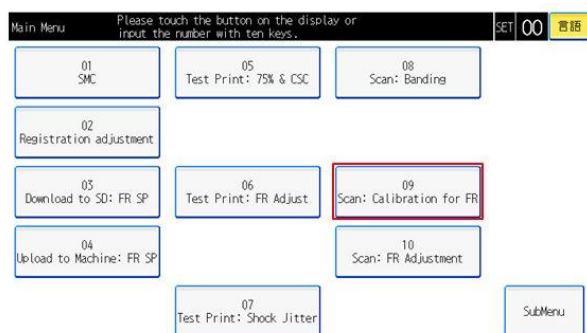 Main Menu
Please touch the button on the display or
input the number with ten keys.
SET 00 言語
01
SMC
05
Test Print: 75% & CSC
08
Scan: Banding
02
Registration adjustment
03
Download to SD: FR SP
06
Test Print: FR Adjust
09
Scan: Calibration for FR
04
Upload to Machine: FR SP
10
Scan: FR Adjustment
07
Test Print: Shock Jitter
SubMenu